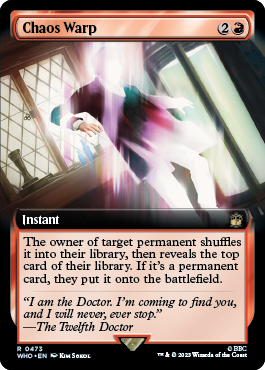 Chaos Warp 2
Instant
The owner of target permanent shuffles
it into their library, then reveals the top
card of their library. If it's a permanent
card, they put it onto the battlefield.
“I am the Doctor. I'm coming to find you,
and I will never, ever stop.”
—The Twelfth Doctor
R 0473
WHO • EN Kim Sokol
© BBC
™ & © 2023 Wizards of the Coast